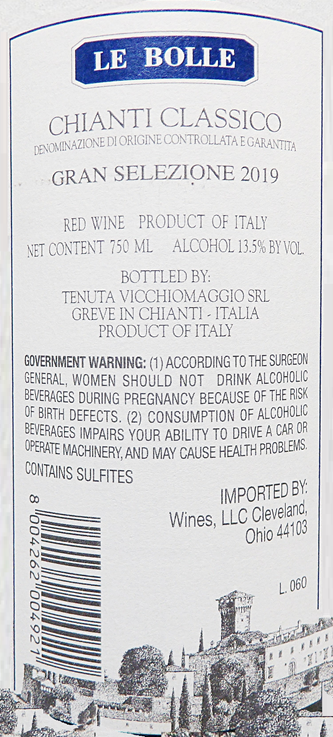 LE BOLLE
CHIANTI CLASSICO
DENOMINAZIONE DI ORIGINE CONTROLLATA E GARANTITA
GRAN SELEZIONE 2019
RED WINE PRODUCT OF ITALY
NET CONTENT 750 ML ALCOHOL 13.5% BY VOL.
BOTTLED BY:
TENUTA VICCHIOMAGGIO SRL
GREVE IN CHIANTI - ITALIA
PRODUCT OF ITALY
GOVERNMENT WARNING: (1) ACCORDING TO THE SURGEON
GENERAL, WOMEN SHOULD NOT DRINK ALCOHOLIC
BEVERAGES DURING PREGNANCY BECAUSE OF THE RISK
OF BIRTH DEFECTS. (2) CONSUMPTION OF ALCOHOLIC
BEVERAGES IMPAIRS YOUR ABILITY TO DRIVE A CAR OR
OPERATE MACHINERY, AND MAY CAUSE HEALTH PROBLEMS.
CONTAINS SULFITES
IMPORTED BY:
Wines, LLC Cleveland,
Ohio 44103
8 004262 004921
L. 060